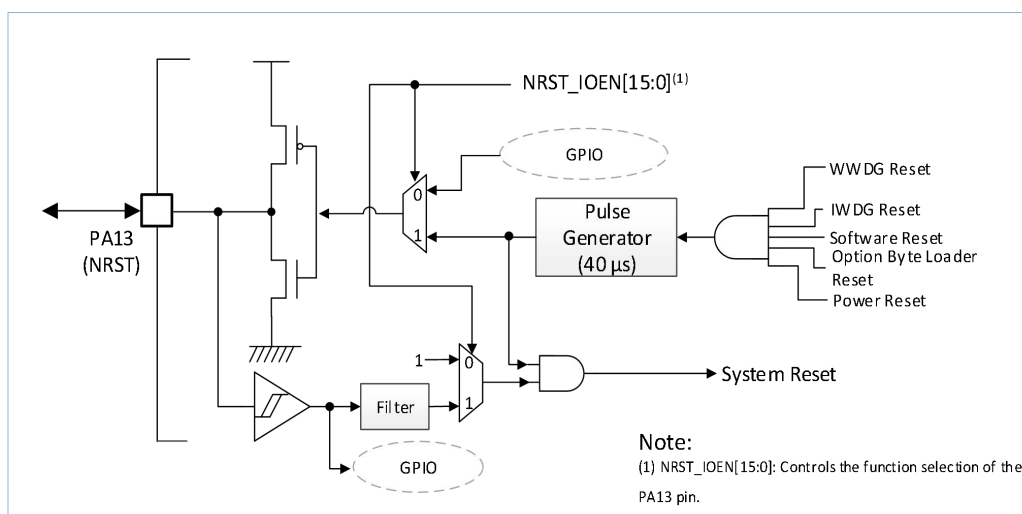 NRST_IOEN[15:0](1)
GPIO
WWDG Reset
0
Pulse
Generator
(40 µs)
IWDG Reset
1
Software Reset
Option Byte Loader
Reset
Power Reset
PA13
(NRST)
1
0
System Reset
Filter
1
GPIO
Note:
(1) NRST_IOEN[15:0]: Controls the function selection of the
PA13 pin.